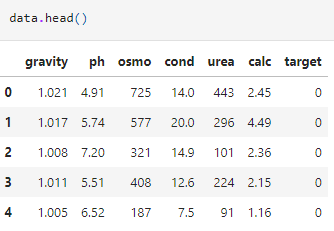 data.head()
gravity ph osmo cond urea calc target
0 1.021 4.91 725 14.0 443 2.45 0
1 1.017 5.74 577 20.0 296 4.49 0
2 1.008 7.20 321 14.9 101 2.36 0
3 1.011 5.51 408 12.6 224 2.15 0
4 1.005 6.52 187 7.5 91 1.16 0